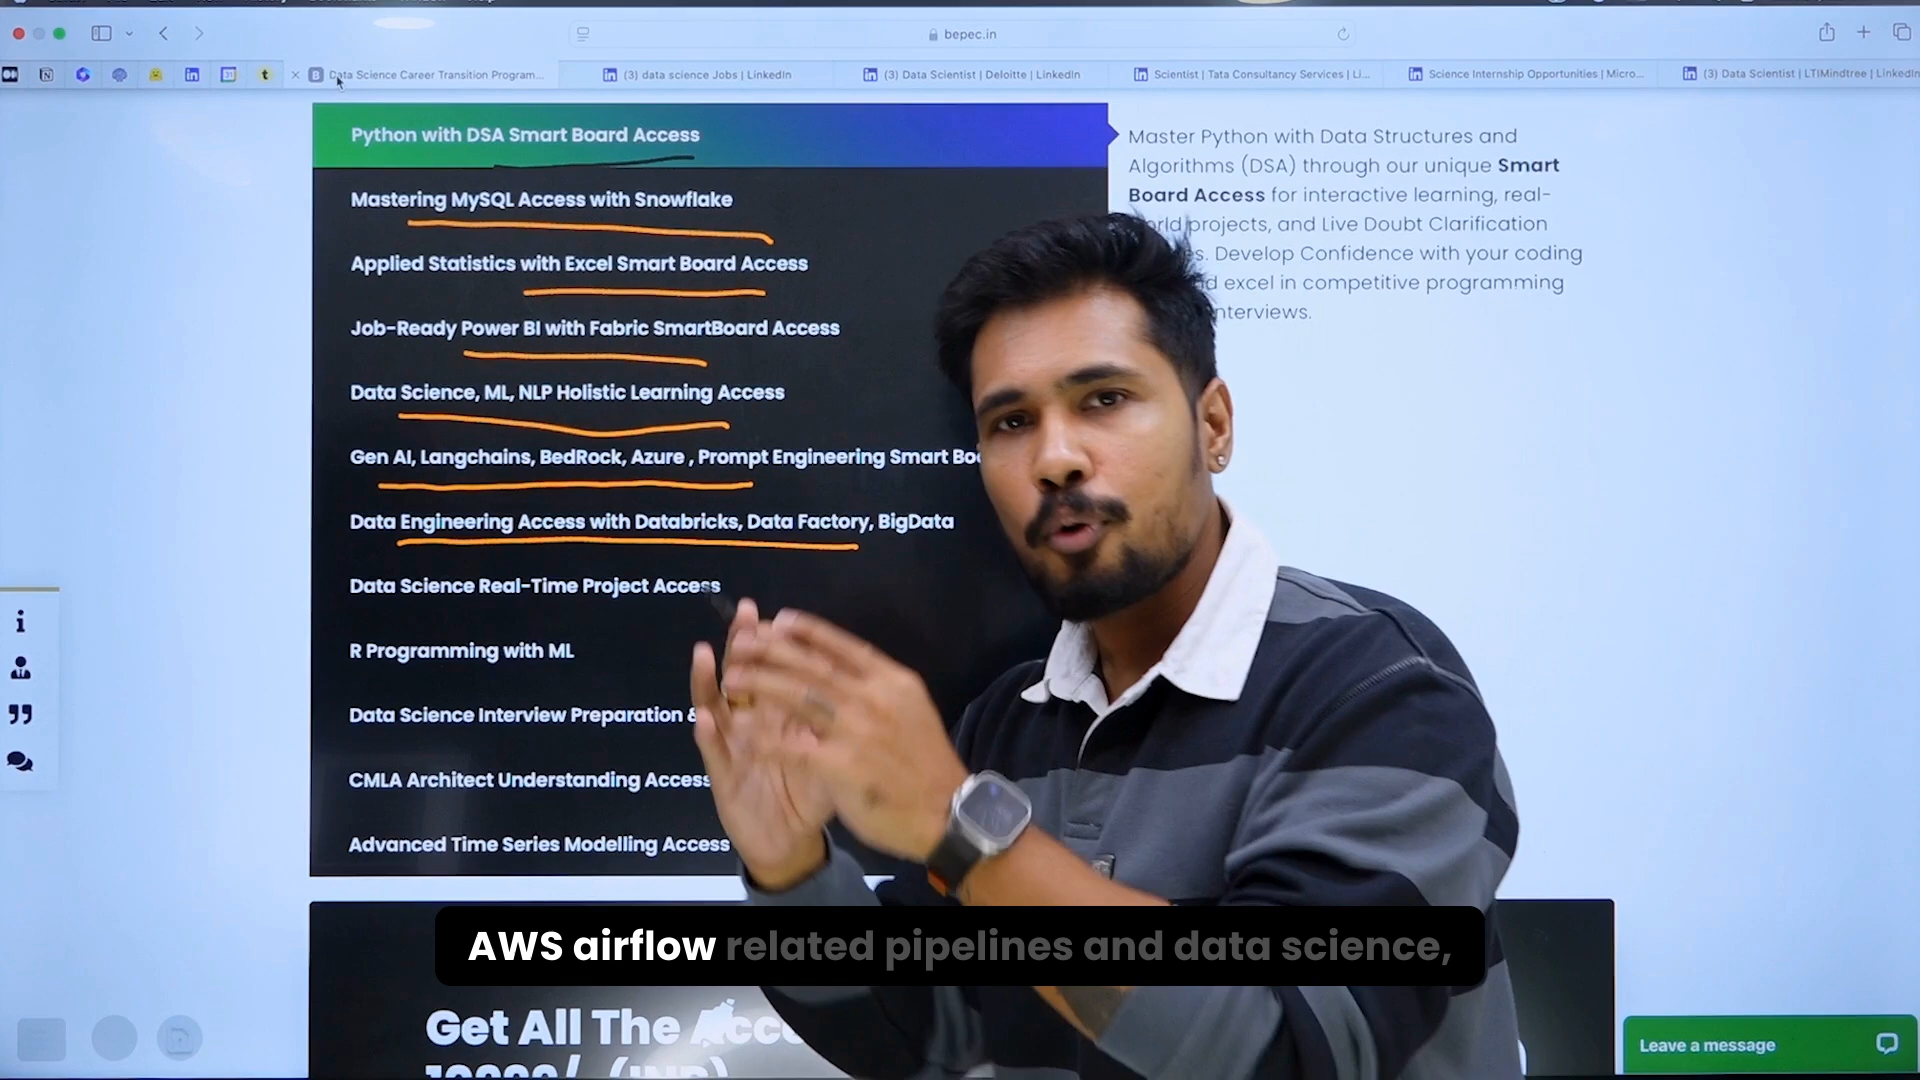 bepec.in
Data Science Career Transition Program...
(3) data science Jobs | LinkedIn
(3) Data Scientist | Deloitte | LinkedIn
Scientist | Tata Consultancy Services | Li...
Science Internship Opportunities | Micro...
(3) Data Scientist | LTIMindtree | LinkedIn
Python with DSA Smart Board Access
Mastering MySQL Access with Snowflake
Applied Statistics with Excel Smart Board Access
Job-Ready Power BI with Fabric SmartBoard Access
Data Science, ML, NLP Holistic Learning Access
Gen AI, Langchains, BedRock, Azure , Prompt Engineering Smart
Data Engineering Access with Databricks, Data Factory, BigData
Data Science Real-Time Project Access
R Programming with ML
Data Science Interview Preparation &
CMLA Architect Understanding Access
Advanced Time Series Modelling Access
Master Python with Data Structures and
Algorithms (DSA) through our unique Smart
Board Access for interactive learning, real-
projects, and Live Doubt Clarification
Develop Confidence with your coding
excel in competitive programming
AWS airflow related pipelines and data science,
Get All The
Leave a message